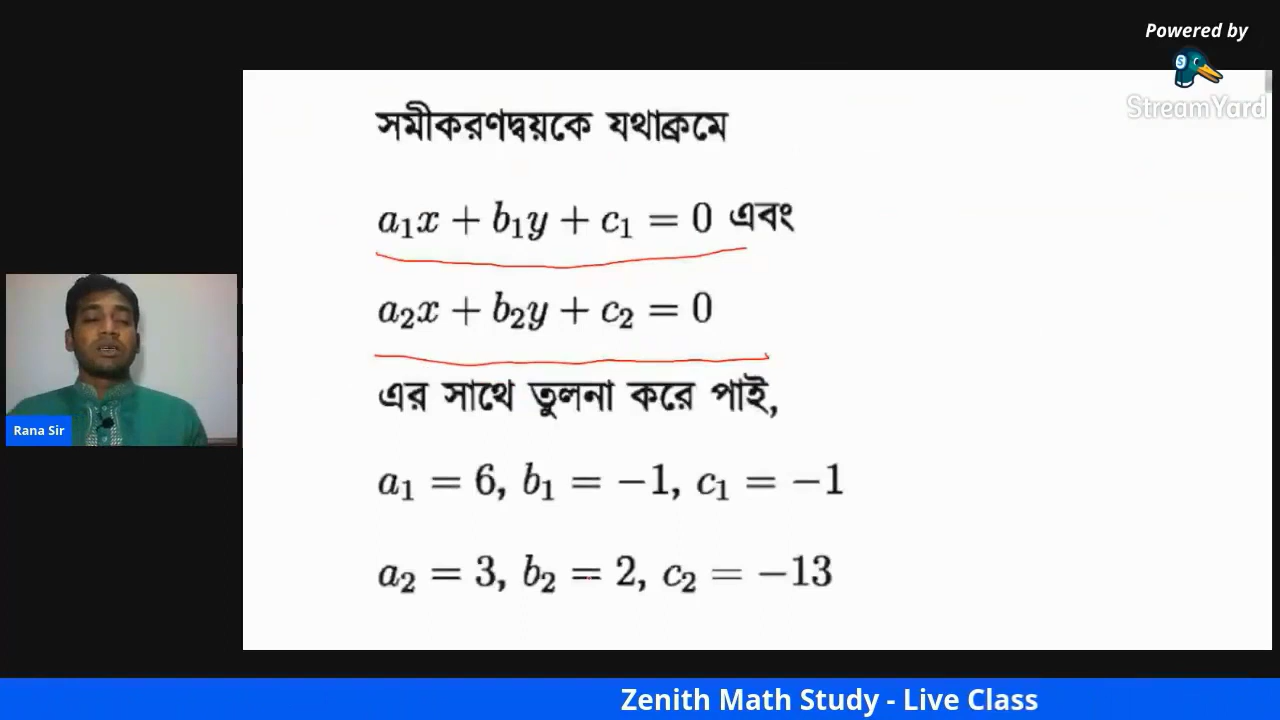 Powered by
StreamYard
সমীকরণদ্বয়কে যথাক্রমে
a₁x + b₁y + c₁ = 0 এবং
a₂x + b₂y + c₂ = 0
এর সাথে তুলনা করে পাই,
a₁ = 6, b₁ = −1, c₁ = −1
a₂ = 3, b₂ = 2, c₂ = −13
Rana Sir
Zenith Math Study - Live Class